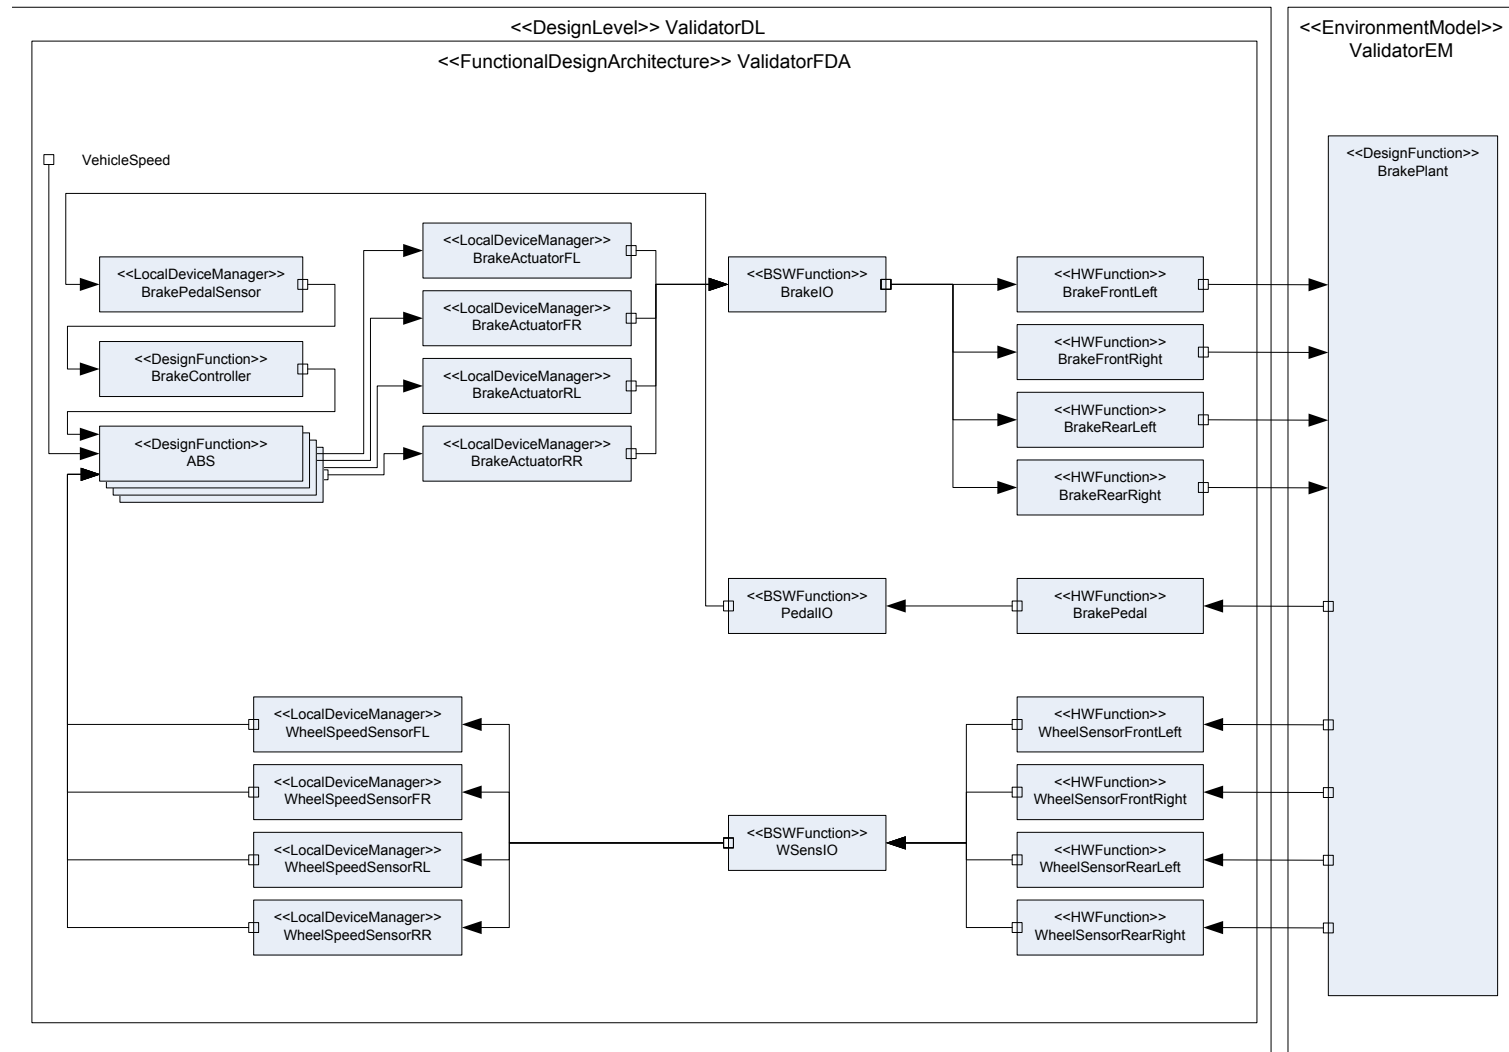 <<DesignLevel>> ValidatorDL
<<FunctionalDesignArchitecture>> ValidatorFDA
<<EnvironmentModel>>
ValidatorEM
VehicleSpeed
<<LocalDeviceManager>>
BrakePedalSensor
<<DesignFunction>>
BrakeController
<<DesignFunction>>
ABS
<<LocalDeviceManager>>
BrakeActuatorFL
<<LocalDeviceManager>>
BrakeActuatorFR
<<LocalDeviceManager>>
BrakeActuatorRL
<<LocalDeviceManager>>
BrakeActuatorRR
<<BSWFunction>>
BrakeIO
<<HWFunction>>
BrakeFrontLeft
<<HWFunction>>
BrakeFrontRight
<<HWFunction>>
BrakeRearLeft
<<HWFunction>>
BrakeRearRight
<<DesignFunction>>
BrakePlant
<<BSWFunction>>
PedalIO
<<HWFunction>>
BrakePedal
<<LocalDeviceManager>>
WheelSpeedSensorFL
<<LocalDeviceManager>>
WheelSpeedSensorFR
<<LocalDeviceManager>>
WheelSpeedSensorRL
<<LocalDeviceManager>>
WheelSpeedSensorRR
<<BSWFunction>>
WSensIO
<<HWFunction>>
WheelSensorFrontLeft
<<HWFunction>>
WheelSensorFrontRight
<<HWFunction>>
WheelSensorRearLeft
<<HWFunction>>
WheelSensorRearRight